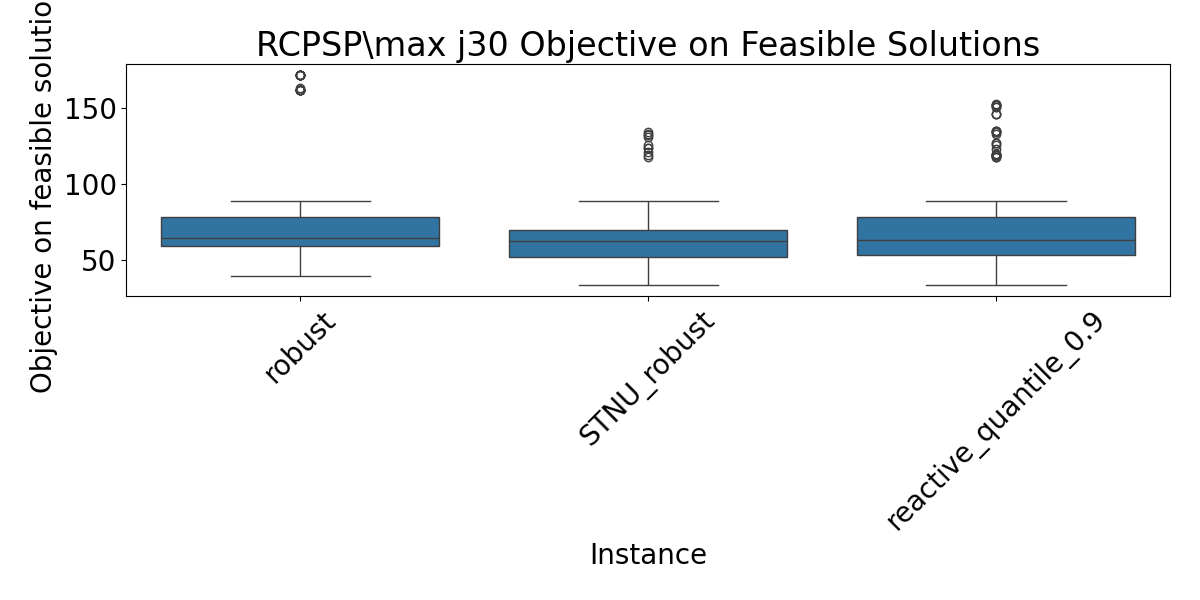 RCPSP\max j30 Objective on Feasible Solutions
Objective on feasible solutio
150
100
50
robust
STNU_robust
reactive_quantile_0.9
Instance